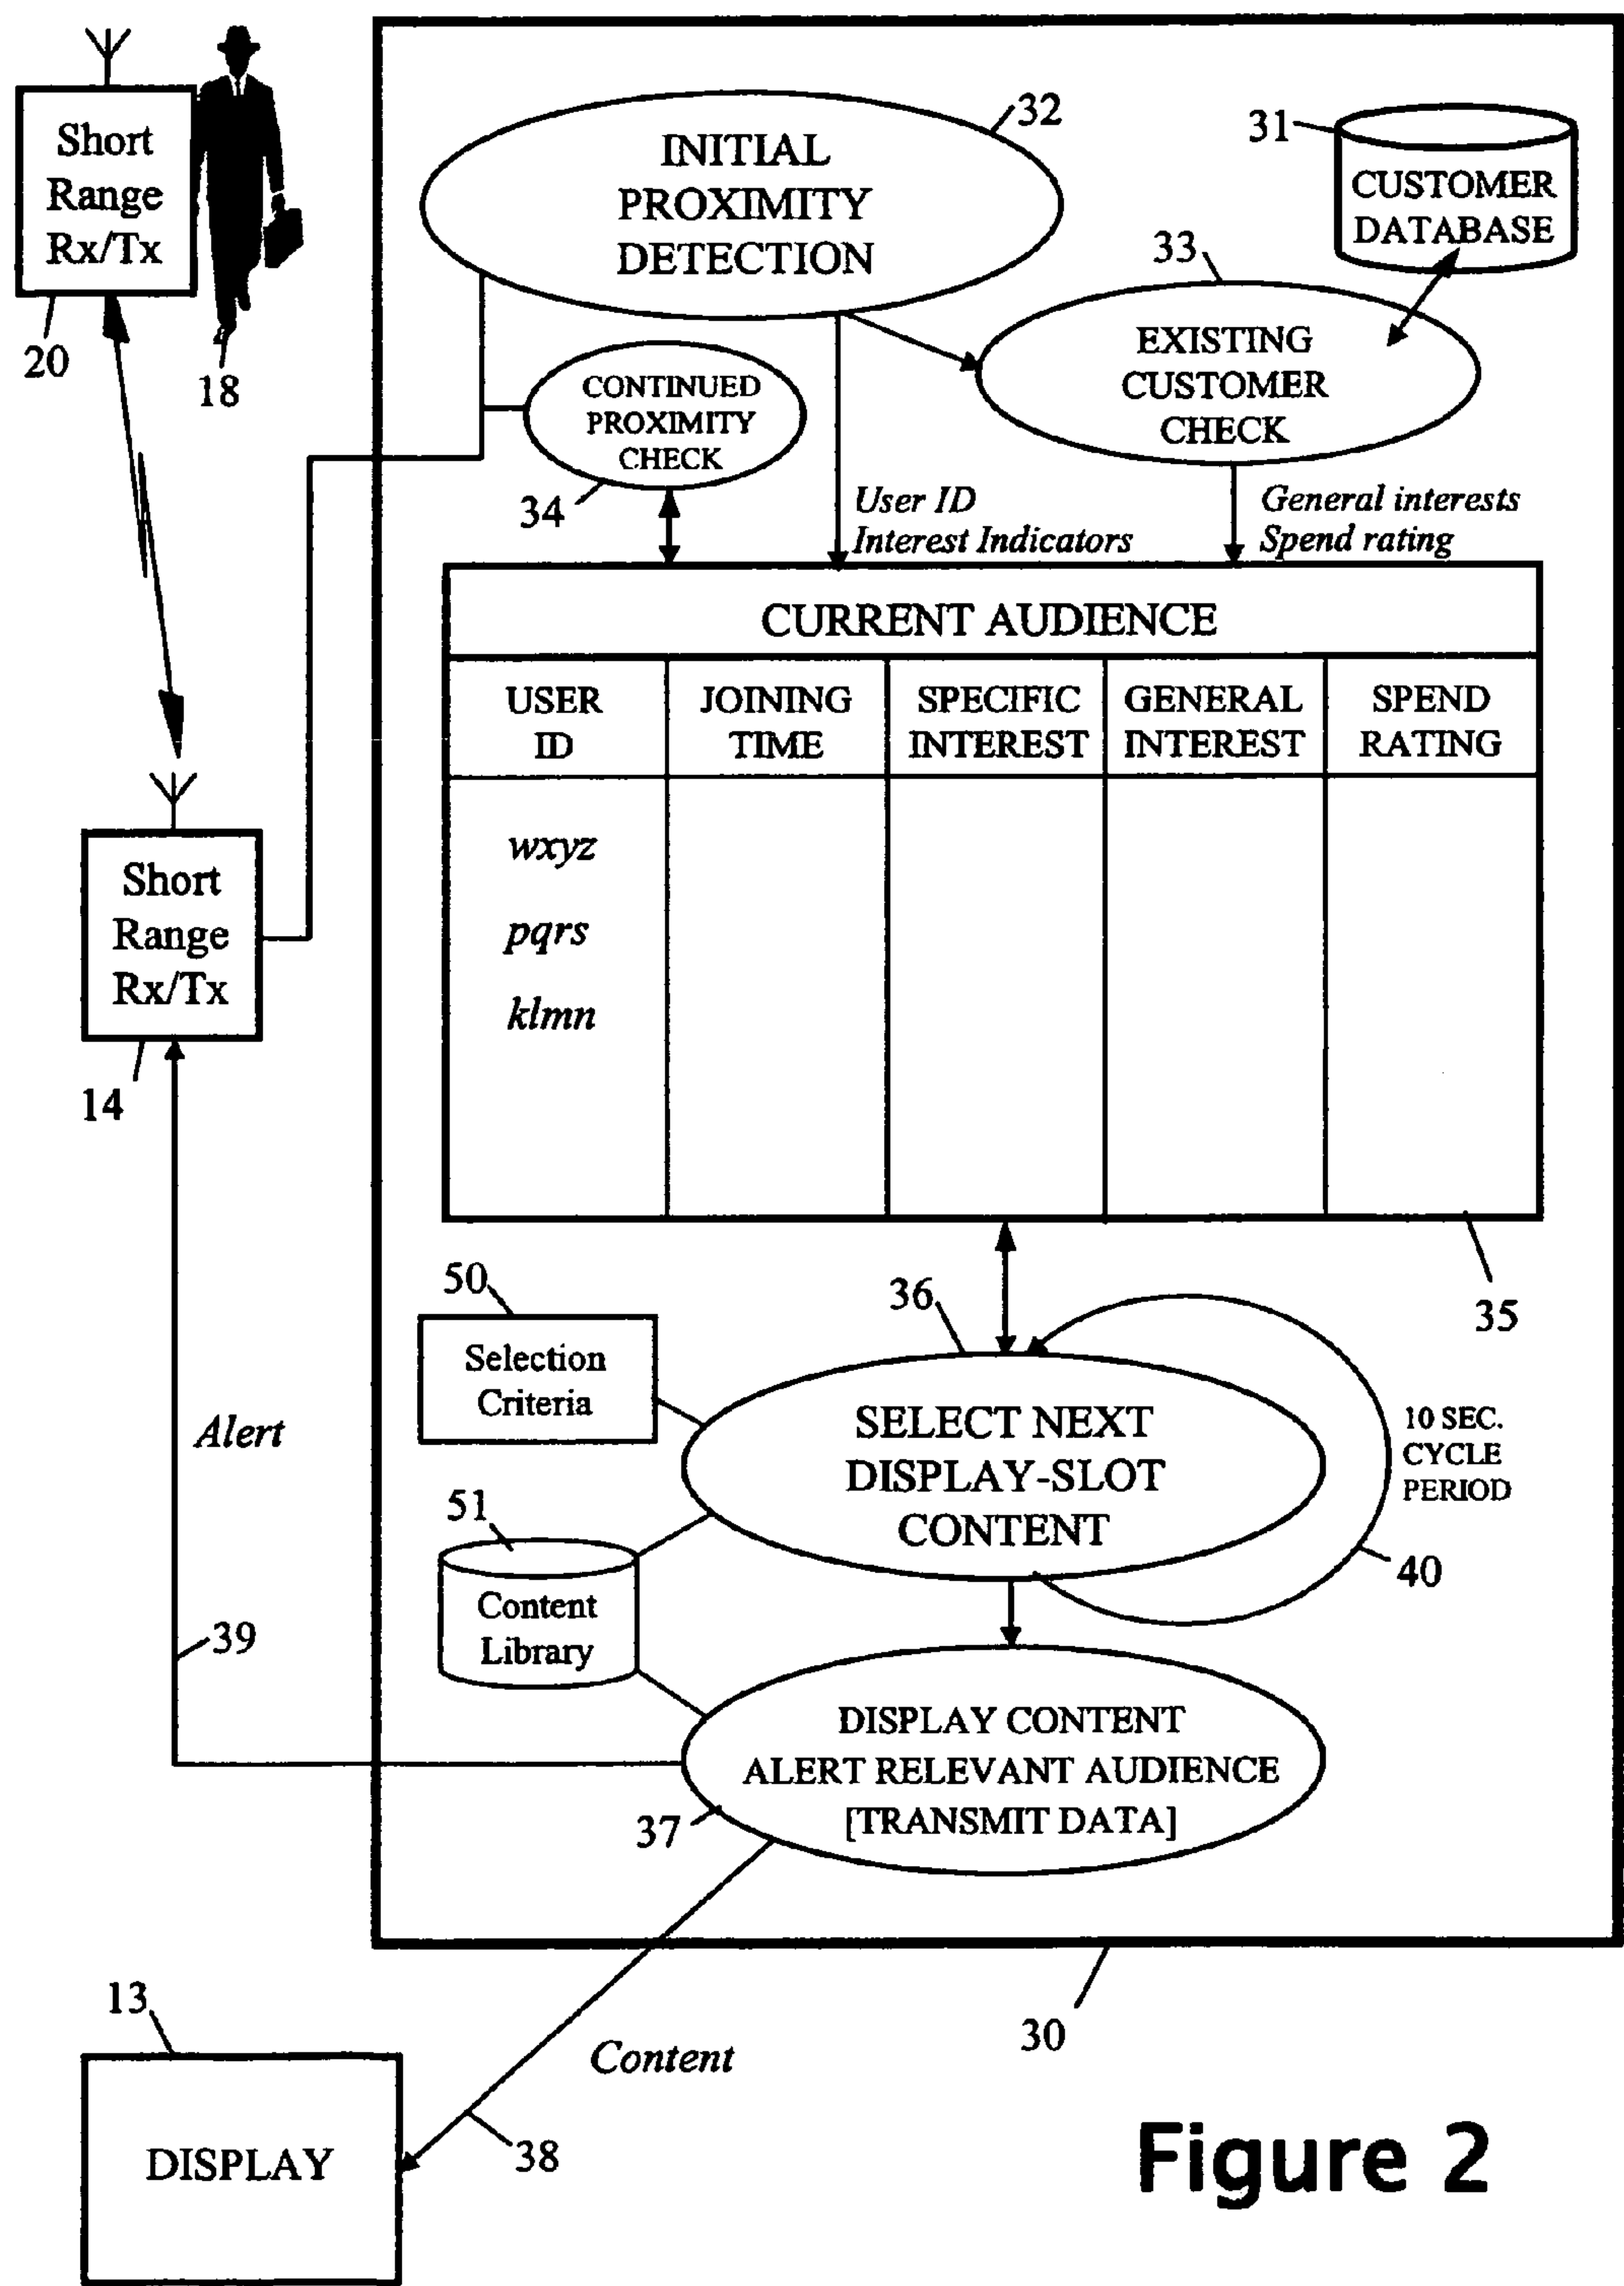 Short
Range
Rx/Tx
20
18
INITIAL
PROXIMITY
DETECTION
32
31
CUSTOMER
DATABASE
33
EXISTING
CUSTOMER
CHECK
CONTINUED
PROXIMITY
CHECK
34
User ID
Interest Indicators
General interests
Spend rating
CURRENT AUDIENCE
USER
ID
JOINING
TIME
SPECIFIC
INTEREST
GENERAL
INTEREST
SPEND
RATING
wxyz
pqrs
klmn
35
Short
Range
Rx/Tx
14
50
Selection
Criteria
36
SELECT NEXT
DISPLAY-SLOT
CONTENT
10 SEC.
CYCLE
PERIOD
40
Alert
39
51
Content
Library
DISPLAY CONTENT
ALERT RELEVANT AUDIENCE
[TRANSMIT DATA]
37
30
13
DISPLAY
Content
38
Figure 2